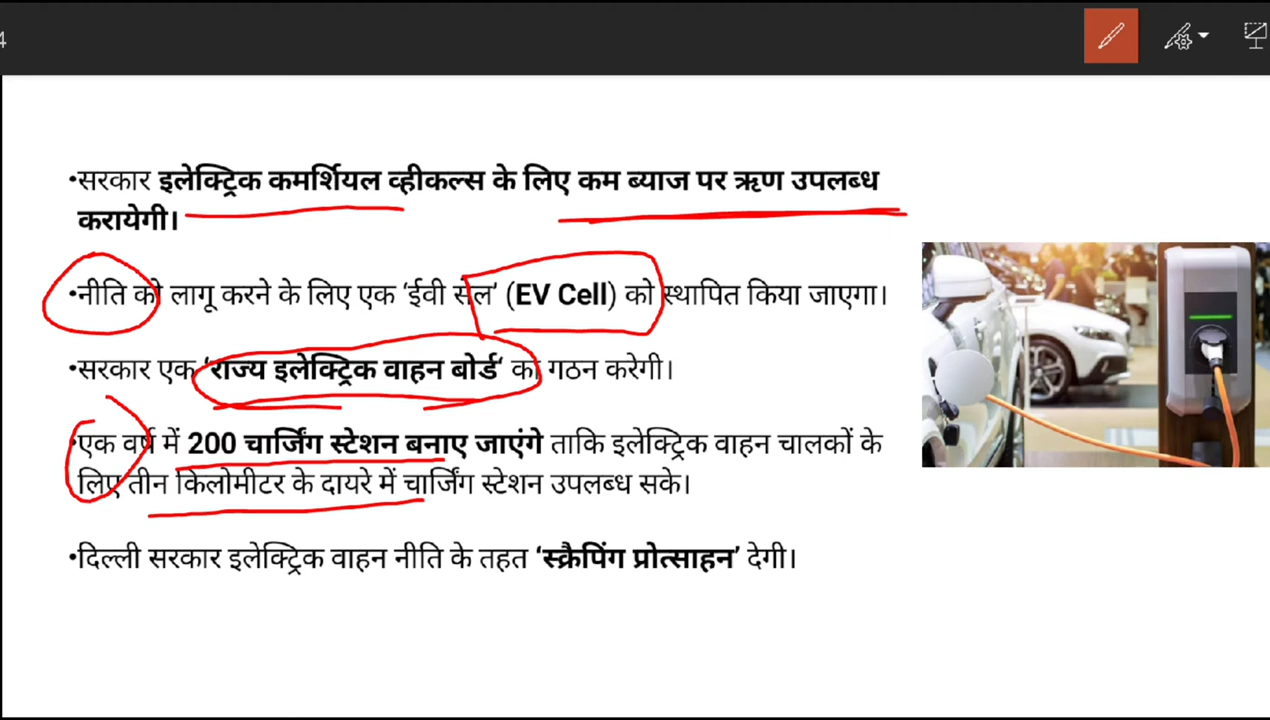 4
•सरकार इलेक्ट्रिक कमर्शियल व्हीकल्स के लिए कम ब्याज पर ऋण उपलब्ध
करायेगी।
•नीति को लागू करने के लिए एक ‘ईवी सेल’ (EV Cell) को स्थापित किया जाएगा।
•सरकार एक ‘राज्य इलेक्ट्रिक वाहन बोर्ड’ का गठन करेगी।
•एक वर्ष में 200 चार्जिंग स्टेशन बनाए जाएंगे ताकि इलेक्ट्रिक वाहन चालकों के
लिए तीन किलोमीटर के दायरे में चार्जिंग स्टेशन उपलब्ध सके।
•दिल्ली सरकार इलेक्ट्रिक वाहन नीति के तहत ‘स्क्रैपिंग प्रोत्साहन’ देगी।